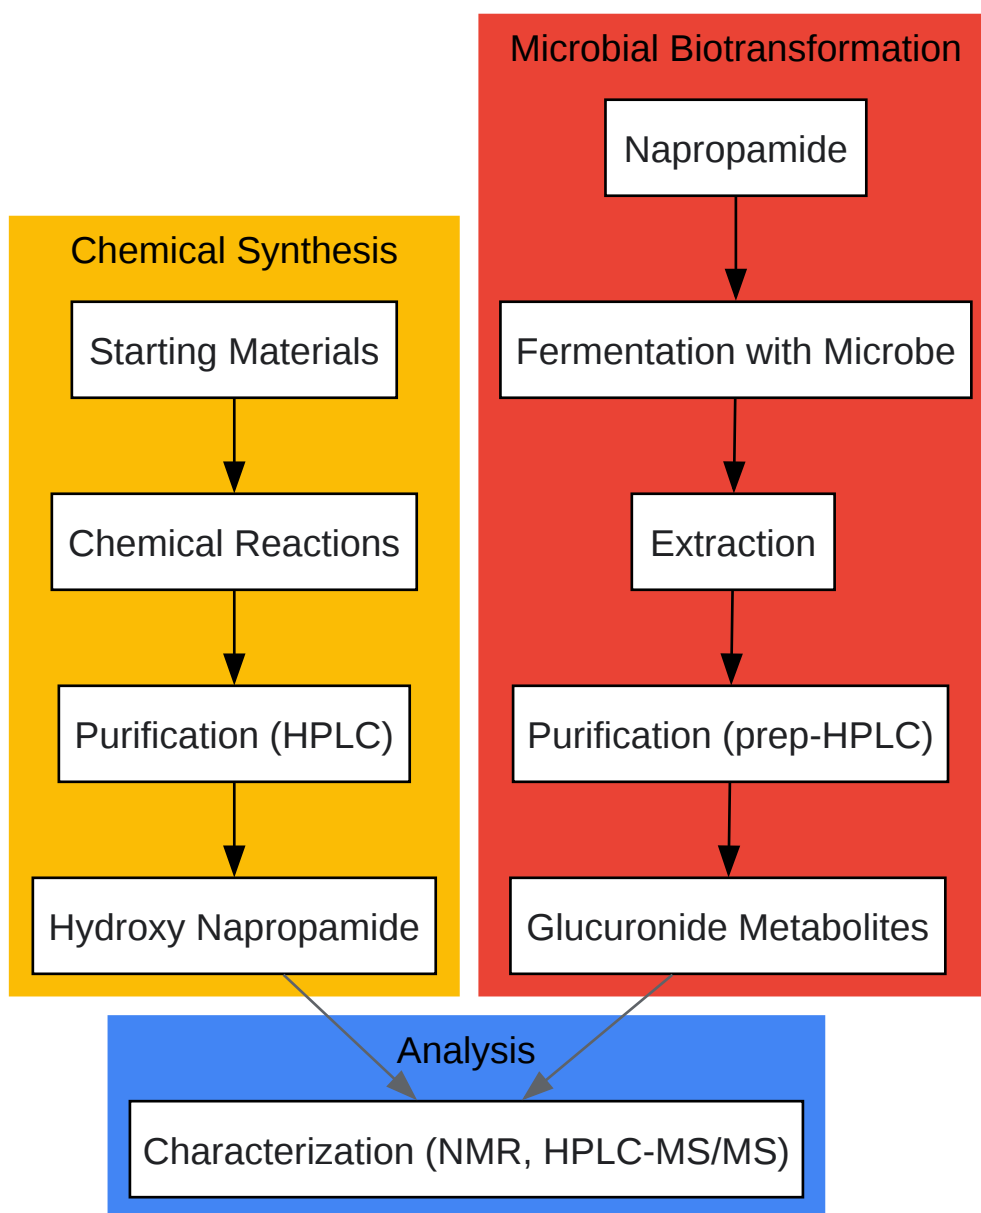 Chemical Synthesis
Starting Materials
Chemical Reactions
Purification (HPLC)
Hydroxy Napropamide
Microbial Biotransformation
Napropamide
Fermentation with Microbe
Extraction
Purification (prep-HPLC)
Glucuronide Metabolites
Analysis
Characterization (NMR, HPLC-MS/MS)